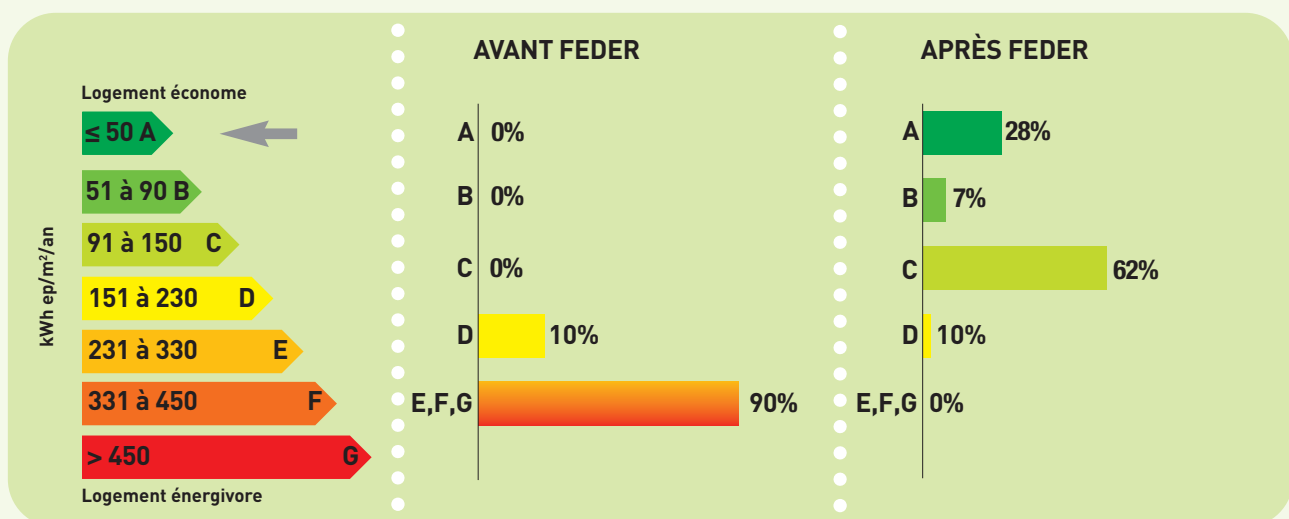 Logement économe
≤ 50 A
51 à 90 B
91 à 150 C
151 à 230 D
231 à 330 E
331 à 450 F
> 450 G
Logement énergivore
kWh ep/m²/an
AVANT FEDER
A 0%
B 0%
C 0%
D 10%
E,F,G 90%
APRÈS FEDER
A 28%
B 7%
C 62%
D 10%
E,F,G 0%